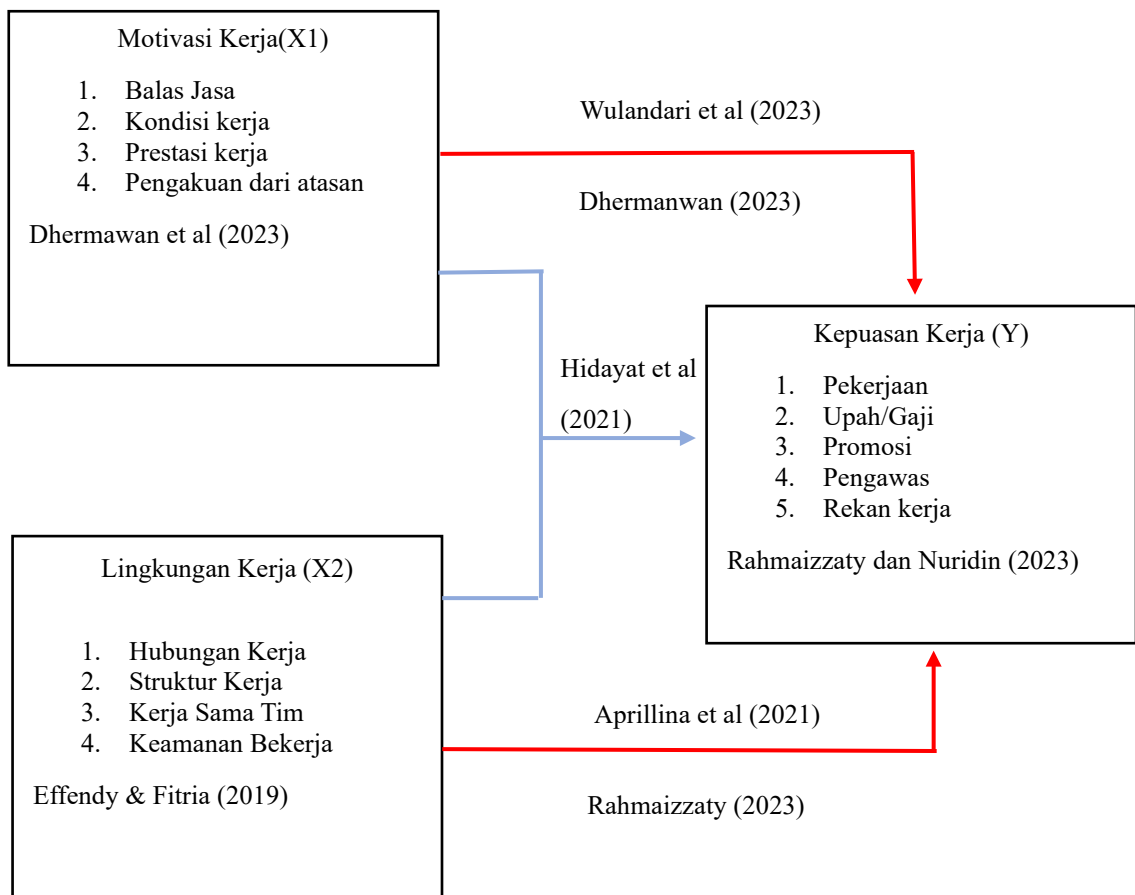 Motivasi Kerja(X1)
1. Balas Jasa
2. Kondisi kerja
3. Prestasi kerja
4. Pengakuan dari atasan
Dhermawan et al (2023)
Wulandari et al (2023)
Dhermanwan (2023)
Hidayat et al
(2021)
Kepuasan Kerja (Y)
1. Pekerjaan
2. Upah/Gaji
3. Promosi
4. Pengawas
5. Rekan kerja
Rahmaizzaty dan Nuridin (2023)
Lingkungan Kerja (X2)
1. Hubungan Kerja
2. Struktur Kerja
3. Kerja Sama Tim
4. Keamanan Bekerja
Effendy & Fitria (2019)
Aprillina et al (2021)
Rahmaizzaty (2023)